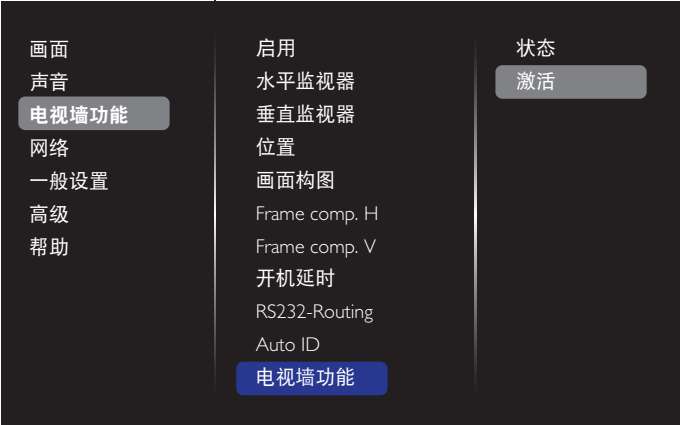 画面
声音
电视墙功能
网络
一般设置
高级
帮助
启用
水平监视器
垂直监视器
位置
画面构图
Frame comp. H
Frame comp. V
开机延时
RS232-Routing
Auto ID
电视墙功能
状态
激活